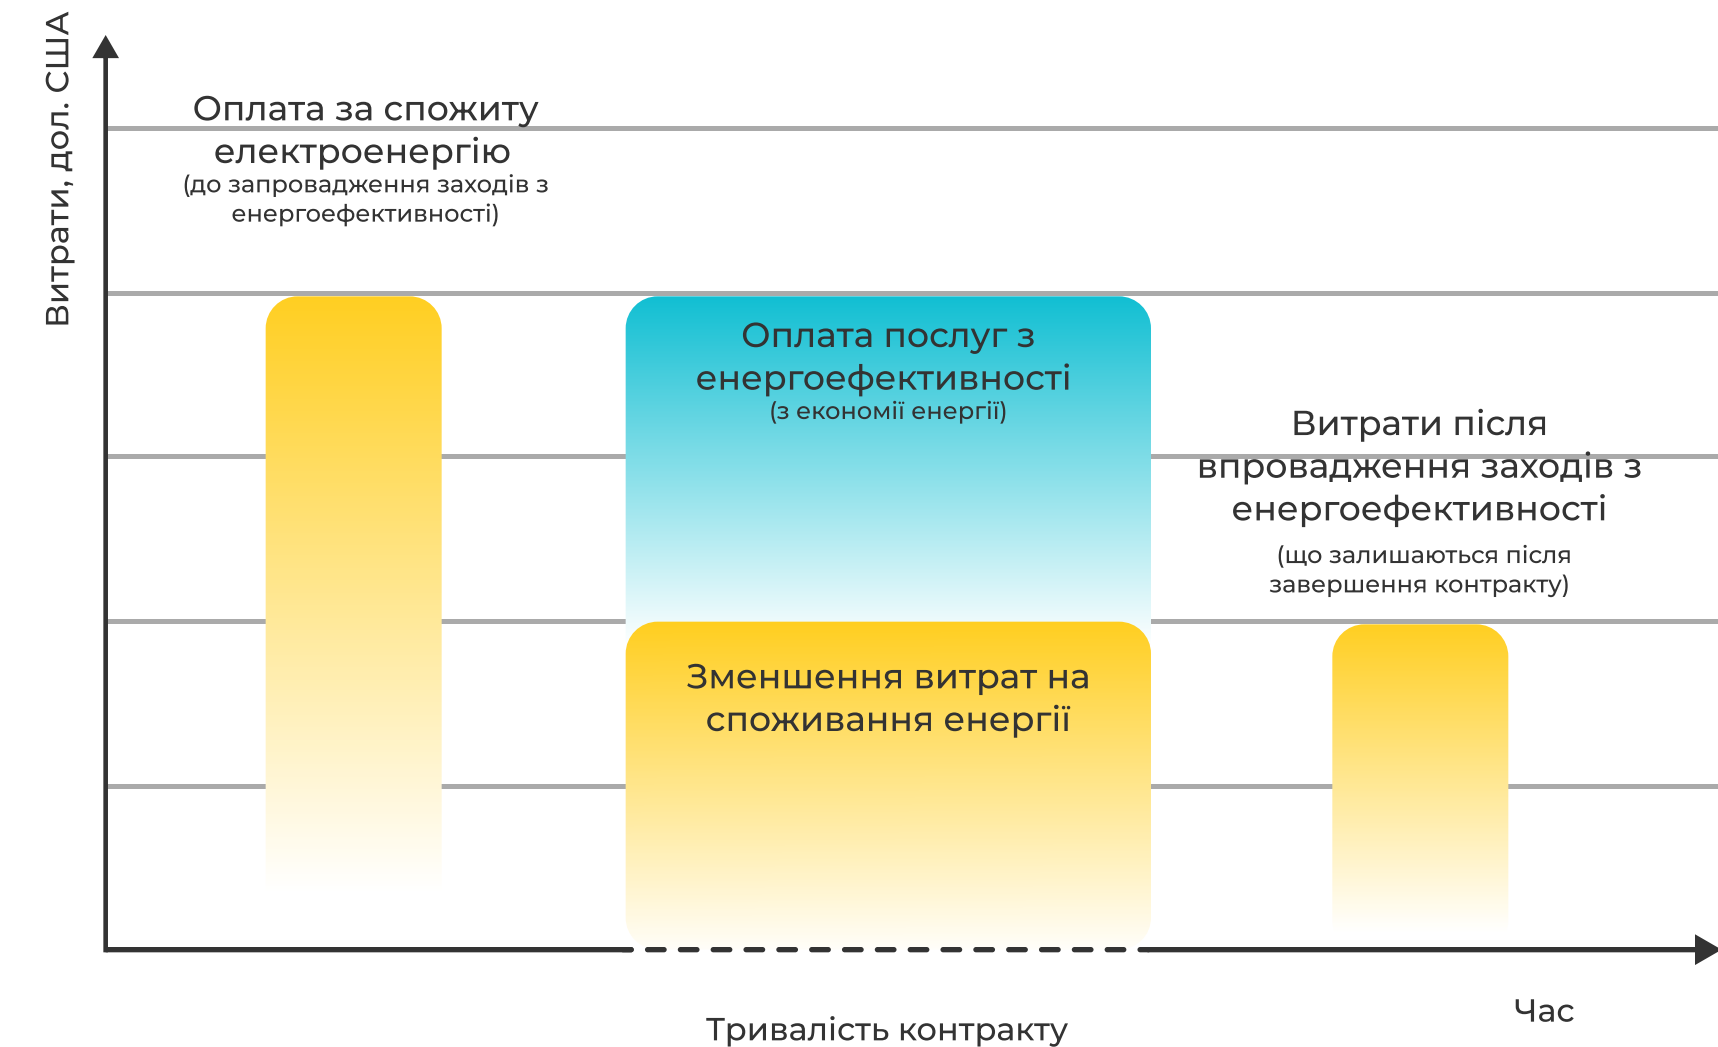 Витрати, дол. США
Оплата за спожиту
електроенергію
(до запровадження заходів з
енергоефективності)
Оплата послуг з
енергоефективності
(з економії енергії)
Зменшення витрат на
споживання енергії
Витрати після
впровадження заходів з
енергоефективності
(що залишаються після
завершення контракту)
Тривалість контракту
Час